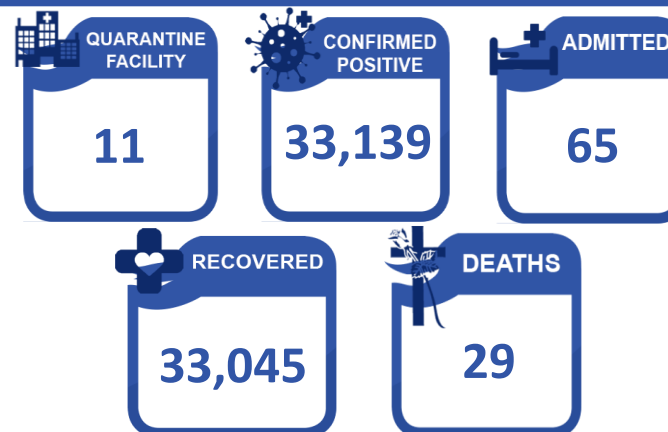 QUARANTINE
FACILITY
11
CONFIRMED
POSITIVE
33,139
ADMITTED
65
RECOVERED
33,045
DEATHS
29